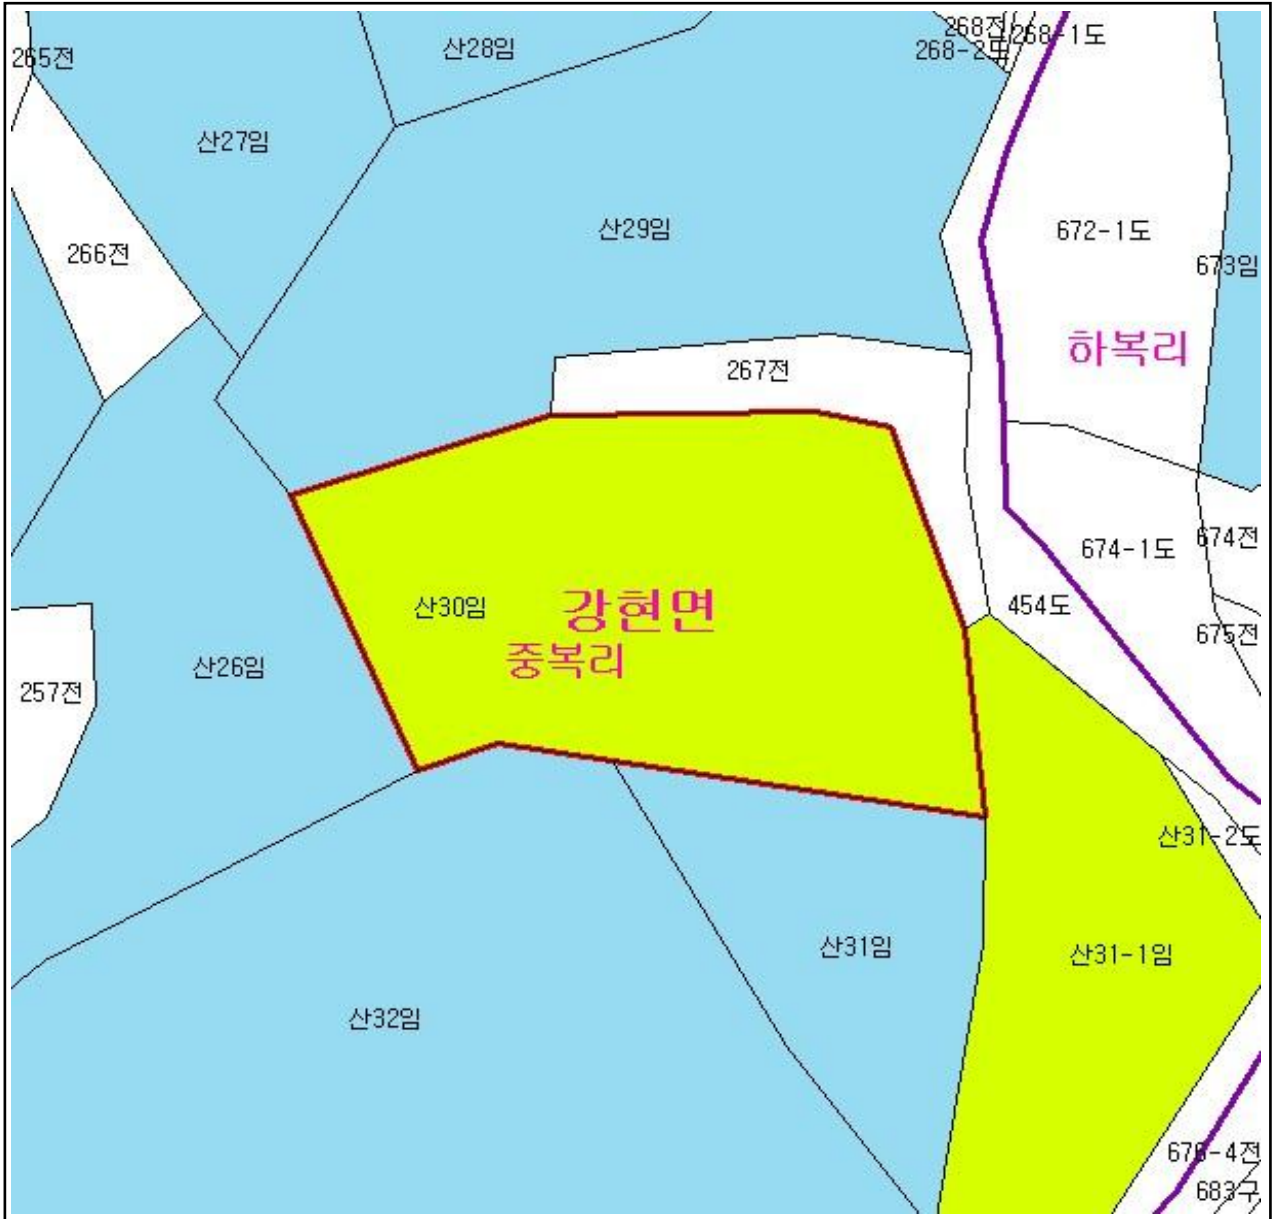 268전
268-1도
265전
산28임
268-2도
산27임
산29임
672-1도
266전
673임
하복리
267전
674전
674-1도
산30임
강현면
454도
675전
중복리
산26임
257전
산31-2도
산31임
산31-1임
산32임
676-4전
683구